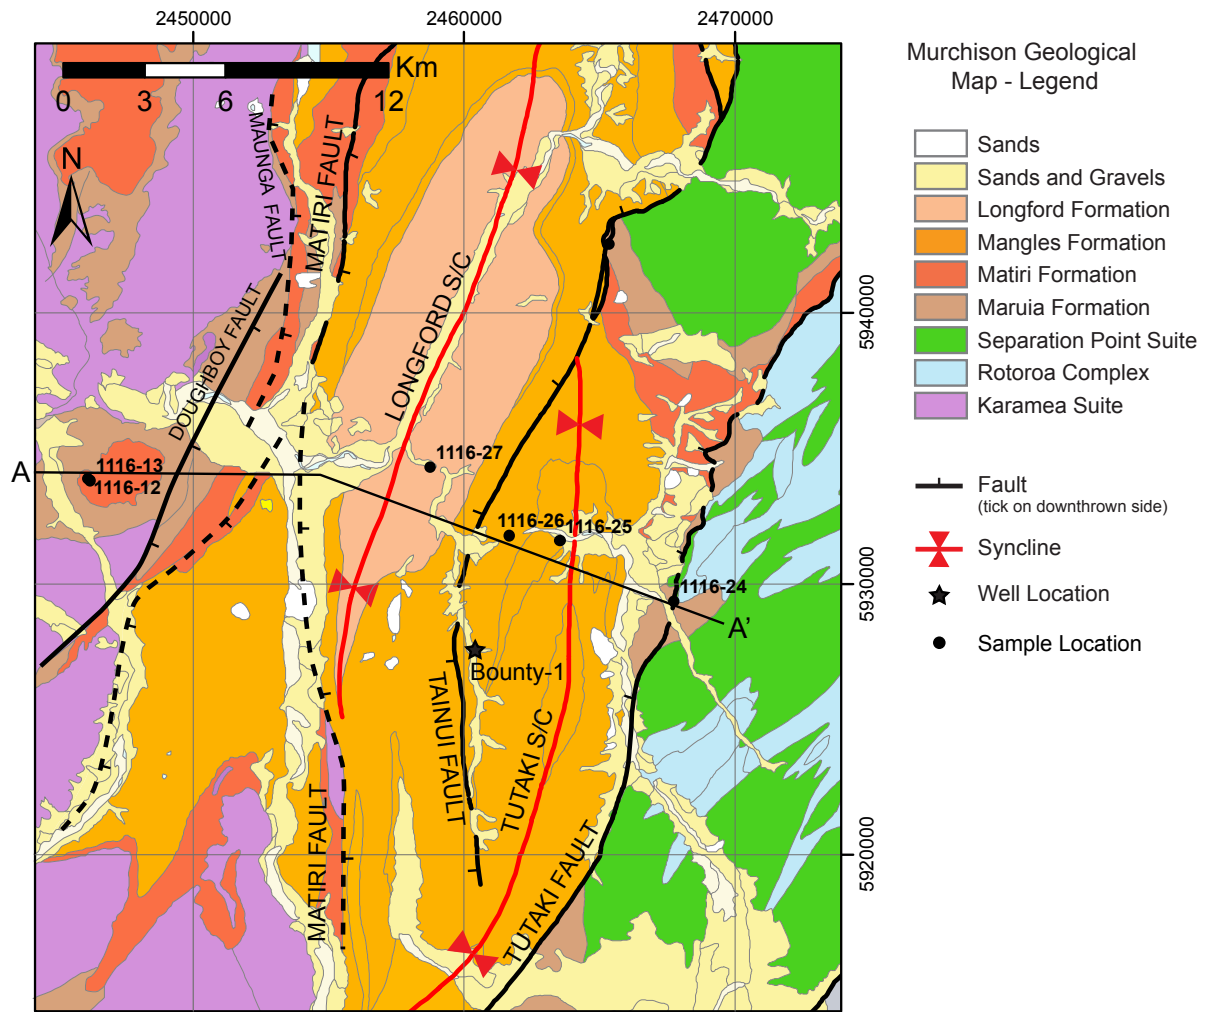 2450000
2460000
2470000
Km
0
3
6
12
N
MAUNGA FAULT
MATIRI FAULT
DOUGHBOY FAULT
LONGFORD S/C
5940000
A
1116-13
1116-12
1116-27
1116-26
1116-25
1116-24
5930000
A'
Bounty-1
TAINUI FAULT
TUTAKI S/C
MATIRI FAULT
TUTAKI FAULT
5920000
Murchison Geological
Map - Legend
Sands
Sands and Gravels
Longford Formation
Mangles Formation
Matiri Formation
Maruia Formation
Separation Point Suite
Rotoroa Complex
Karamea Suite
Fault
(tick on downthrown side)
Syncline
Well Location
Sample Location